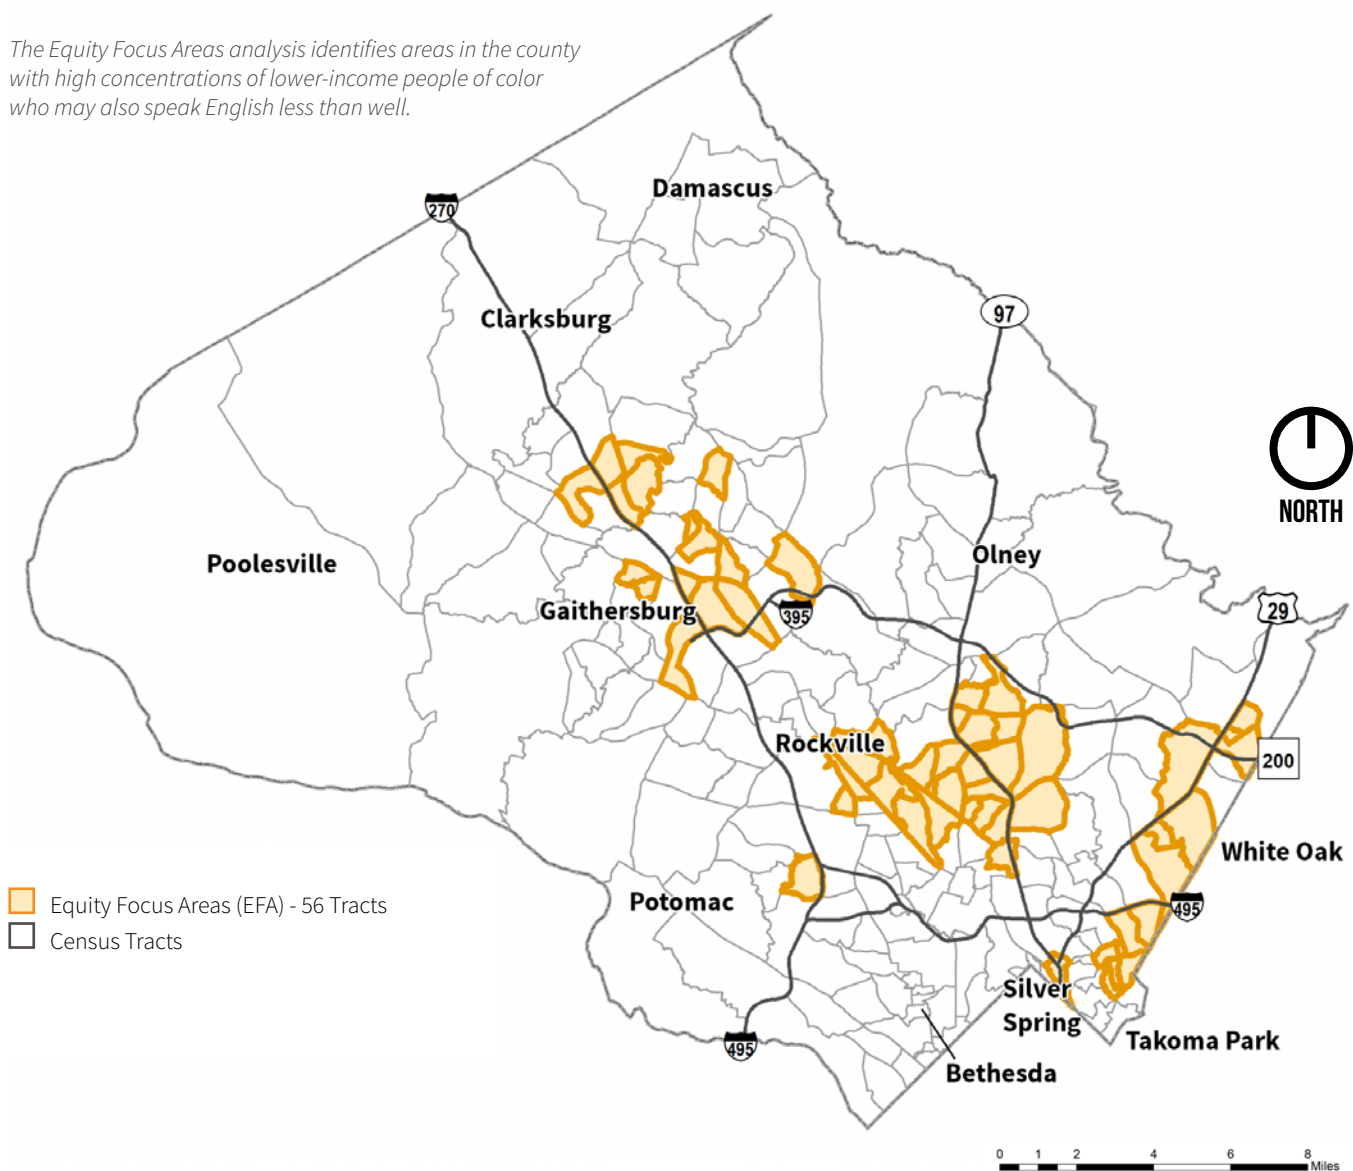 The Equity Focus Areas analysis identifies areas in the county
with high concentrations of lower-income people of color
who may also speak English less than well.
Damascus
270
Clarksburg
97
NORTH
Poolesville
Olney
Gaithersburg
395
29
Rockville
200
White Oak
Equity Focus Areas (EFA) - 56 Tracts
Census Tracts
Potomac
495
Silver
Spring
Takoma Park
495
Bethesda
0 1 2 4 6 8
Miles